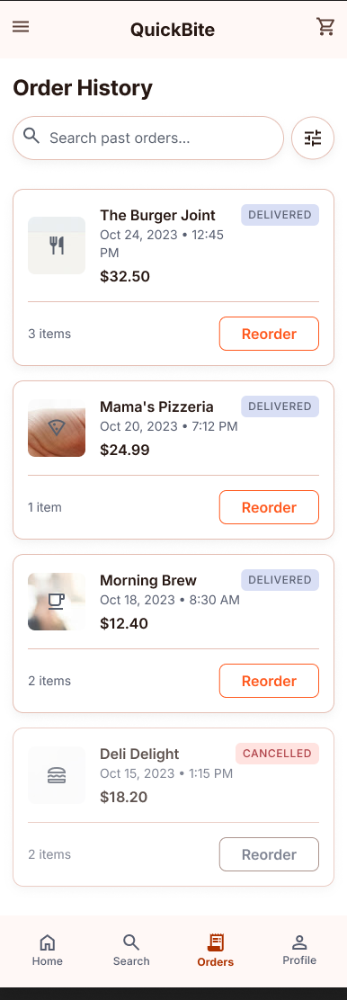 QuickBite
Order History
Search past orders...
The Burger Joint
DELIVERED
Oct 24, 2023 • 12:45
PM
$32.50
3 items
Reorder
Mama's Pizzeria
DELIVERED
Oct 20, 2023 • 7:12 PM
$24.99
1 item
Reorder
Morning Brew
DELIVERED
Oct 18, 2023 • 8:30 AM
$12.40
2 items
Reorder
Deli Delight
CANCELLED
Oct 15, 2023 • 1:15 PM
$18.20
2 items
Reorder
Home
Search
Orders
Profile